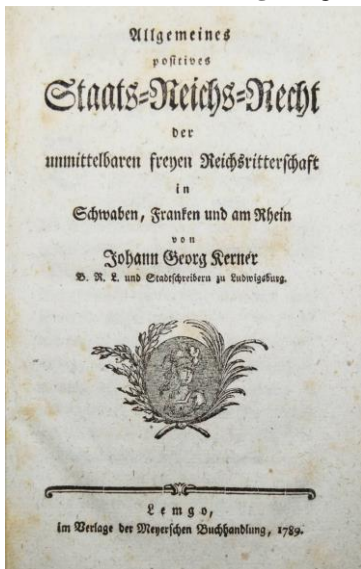 Allgemeines
positives
Staats=Reichs=Recht
der
unmittelbaren freyen Reichsritterschaft
in
Schwaben, Franken und am Rhein
von
Johann Georg Kerner
B. R. L. und Stadtschreibern zu Ludwigsburg.
Lemgo,
im Verlage der Meyerschen Buchhandlung, 1789.